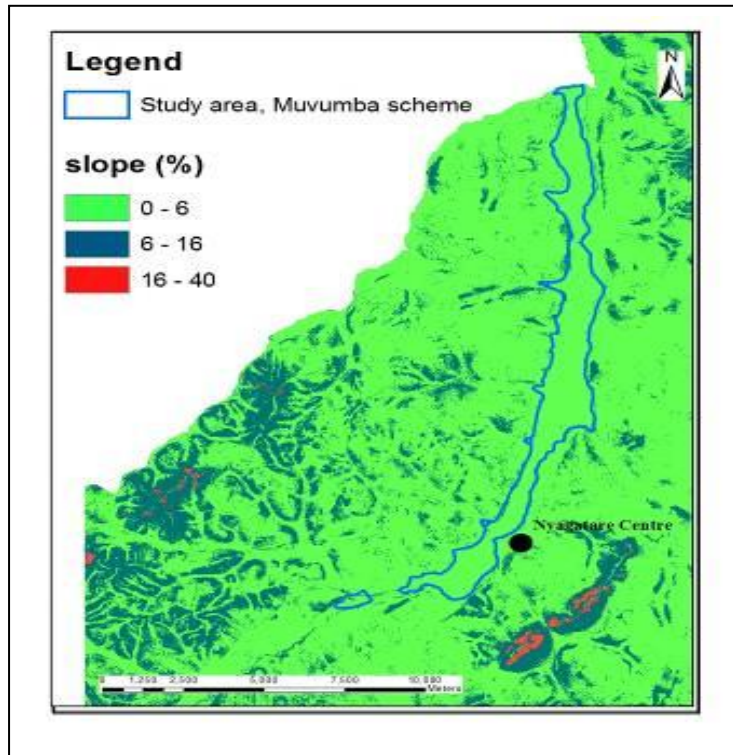 Legend
N
Study area, Muvumba scheme
slope (%)
0 - 6
6 - 16
16 - 40
Nyagatare Centre
0 1,250 2,500 5,000 7,500 10,000
Meters